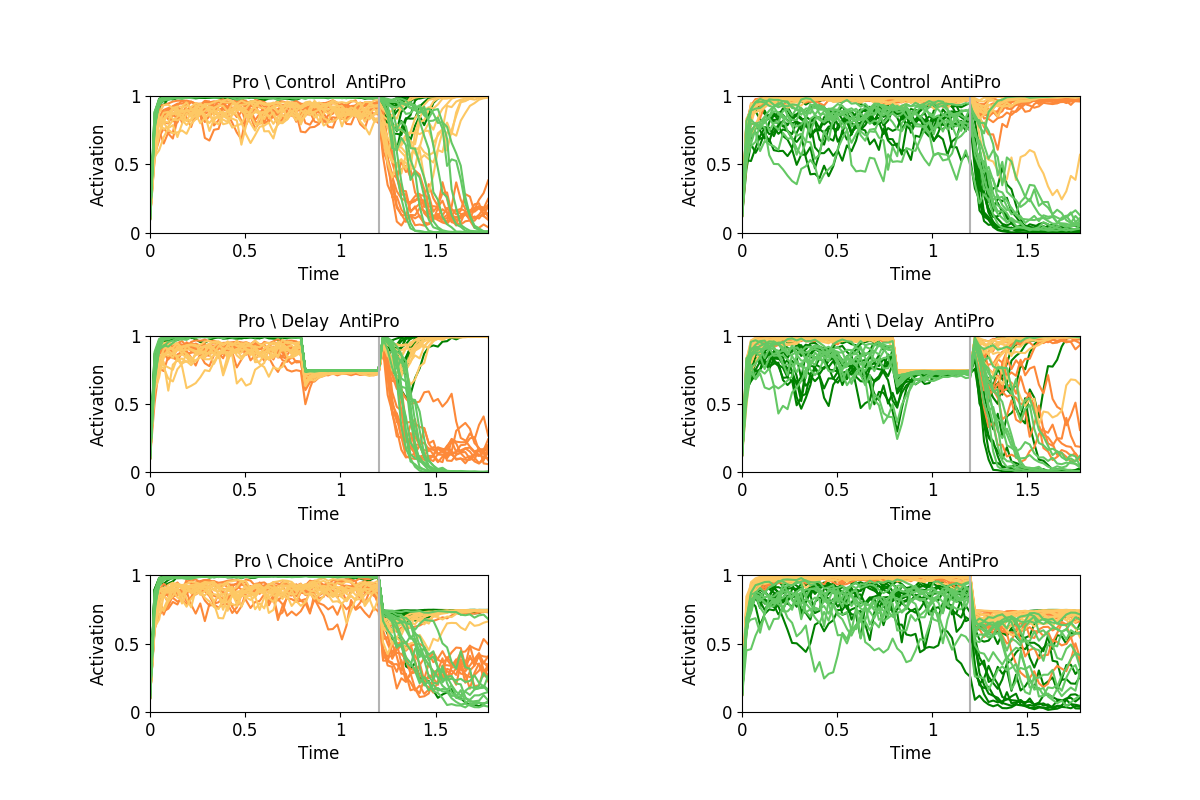 Pro \ Control  AntiPro
Anti \ Control  AntiPro
1
0.5
0
Activation
0
0.5
1
1.5
Time
1
0.5
0
Activation
0
0.5
1
1.5
Time
Pro \ Delay  AntiPro
Anti \ Delay  AntiPro
1
0.5
0
Activation
0
0.5
1
1.5
Time
1
0.5
0
Activation
0
0.5
1
1.5
Time
Pro \ Choice  AntiPro
Anti \ Choice  AntiPro
1
0.5
0
Activation
0
0.5
1
1.5
Time
1
0.5
0
Activation
0
0.5
1
1.5
Time